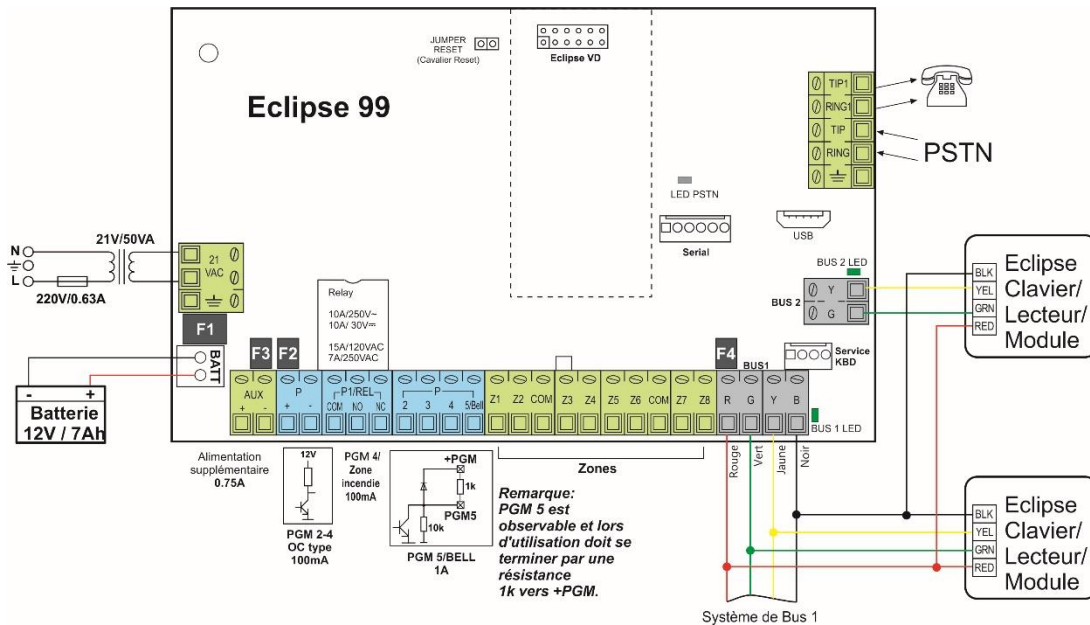 JUMPER
RESET
(Cavalier Reset)
Eclipse VD
Eclipse 99
TIP1
RING1
TIP
RING
PSTN
LED PSTN
Serial
USB
21V/50VA
N
L
220V/0.63A
21
VAC
F1
BATT
- +
Batterie
12V / 7Ah
Relay
10A/250V~
10A/ 30V⎓
15A/120VAC
7A/250VAC
BUS 2 LED
BUS 2
Y
G
Service
KBD
BUS 1 LED
BLK
YEL
GRN
RED
Eclipse
Clavier/
Lecteur/
Module
F3 F2 F4 BUS1
AUX P P1/REL P Z1 Z2 COM Z3 Z4 Z5 Z6 COM Z7 Z8 R G Y B
+ - + - COM NO NC 2 3 4 5/Bell
Alimentation
supplémentaire
0.75A
12V
PGM 2-4
OC type
100mA
PGM 4/
Zone
incendie
100mA
+PGM
1k
PGM5
10k
PGM 5/BELL
1A
Zones
Remarque:
PGM 5 est
observable et lors
d'utilisation doit se
terminer par une
résistance
1k vers +PGM.
Rouge
Vert
Jaune
Noir
Système de Bus 1
BLK
YEL
GRN
RED
Eclipse
Clavier/
Lecteur/
Module